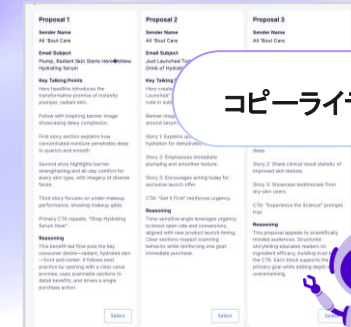 Proposal 1
Sender Name
All 'Bout Care
Email Subject
Plump, Radiant Skin Starts Here�New
Hydrating Serum
Key Talking Points
Hero headline introduces the
transformative promise of instantly
plumper, radiant skin.
Follow with inspiring banner image
showcasing dewy complexion.
First story section explains how
concentrated moisture penetrates deep
to quench and smooth.
Second story highlights barrier-
strengthening and all-day comfort for
every skin type, with imagery of diverse
faces.
Third story focuses on under-makeup
performance, showing makeup glide.
Primary CTA repeats: "Shop Hydrating
Serum Now".
Reasoning
This benefit-led flow puts the key
consumer desire—radiant, hydrated skin
—front and center. It follows best
practice by opening with a clear value
promise, uses scannable sections to
detail benefits, and drives a single
purchase action.
Select
Proposal 2
Sender Name
All 'Bout Care
Email Subject
Just Launched
Drink of Hydrat
Key Talking
Hero create
Launched"
note in sub
Banner imag
around serum
Story 1: Explains
hydration for dehydrated
Story 2: Emphasizes immediate
plumping and smoother texture.
Story 3: Encourages acting today for
exclusive launch offer.
CTA: "Get It First" reinforces urgency.
Reasoning
Time-sensitive angle leverages urgency
to boost open rate and conversions,
aligned with new product launch timing.
Clear sections respect scanning
behavior while reinforcing one goal:
immediate purchase.
Select
Proposal 3
Sender Name
All 'Bout Care
コピーライ
deep.
Story 2: Share clinical result statistic of
improved skin texture.
Story 3: Showcase testimonials from
dry-skin users.
CTA: "Experience the Science" prompts
trial.
Reasoning
This proposal appeals to scientifically
minded audiences. Structured
storytelling educates readers on
ingredient efficacy, building trust
the CTA. Each block supports the
primary goal while adding depth
overwhelming.
Select